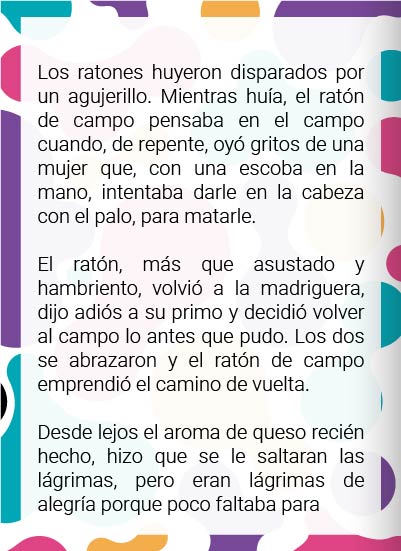 Los ratones huyeron disparados por
un agujerillo. Mientras huía, el ratón
de campo pensaba en el campo
cuando, de repente, oyó gritos de una
mujer que, con una escoba en la
mano, intentaba darle en la cabeza
con el palo, para matarle.
El ratón, más que asustado y
hambriento, volvió a la madriguera,
dijo adiós a su primo y decidió volver
al campo lo antes que pudo. Los dos
se abrazaron y el ratón de campo
emprendió el camino de vuelta.
Desde lejos el aroma de queso recién
hecho, hizo que se le saltaran las
lágrimas, pero eran lágrimas de
alegría porque poco faltaba para